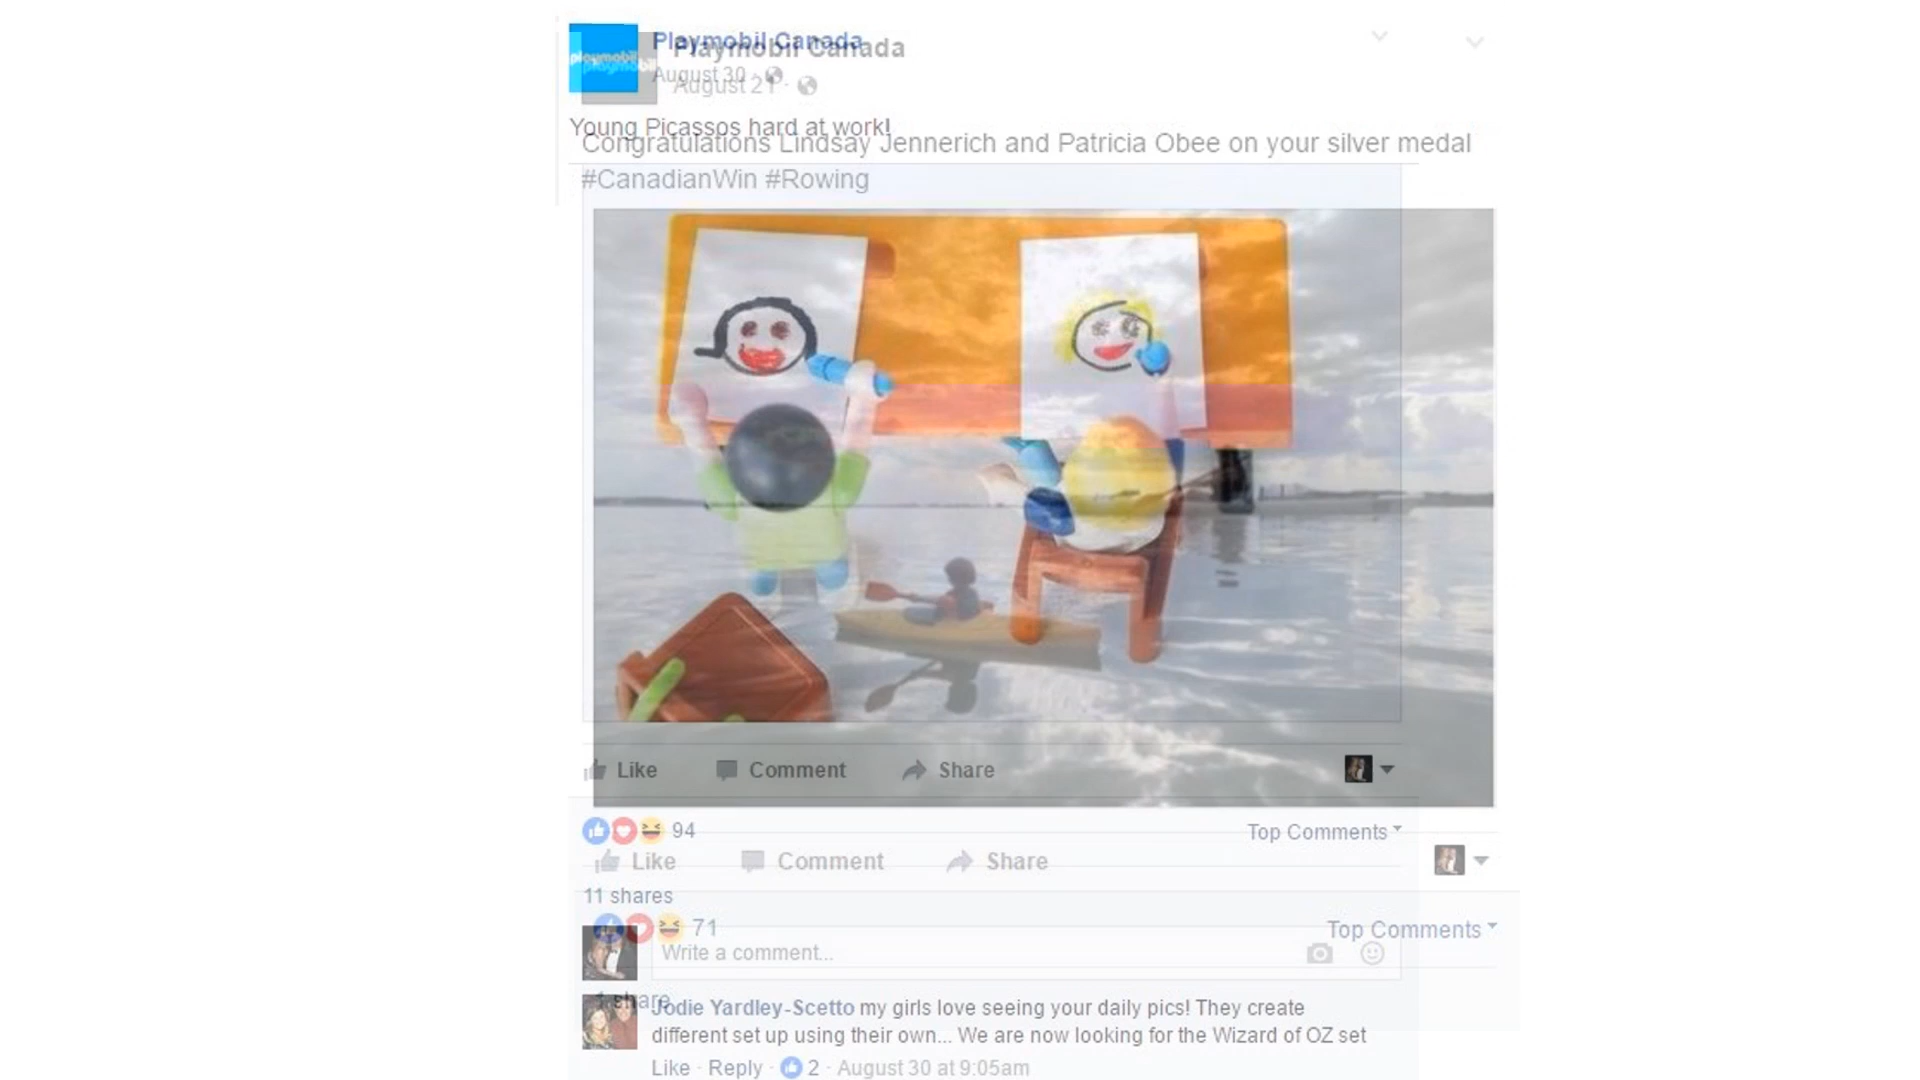 playmobil
playmobil
Playmobil Canada
Playmobil Canada
August 30
August 21
Young Picassos hard at work!
Congratulations Lindsay Jennerich and Patricia Obee on your silver medal
#CanadianWin #Rowing
Like Comment Share
94 Top Comments
Like Comment Share
11 shares
71 Top Comments
Write a comment...
1 share
Jodie Yardley-Scetto my girls love seeing your daily pics! They create
different set up using their own... We are now looking for the Wizard of OZ set
Like · Reply · 2 · August 30 at 9:05am